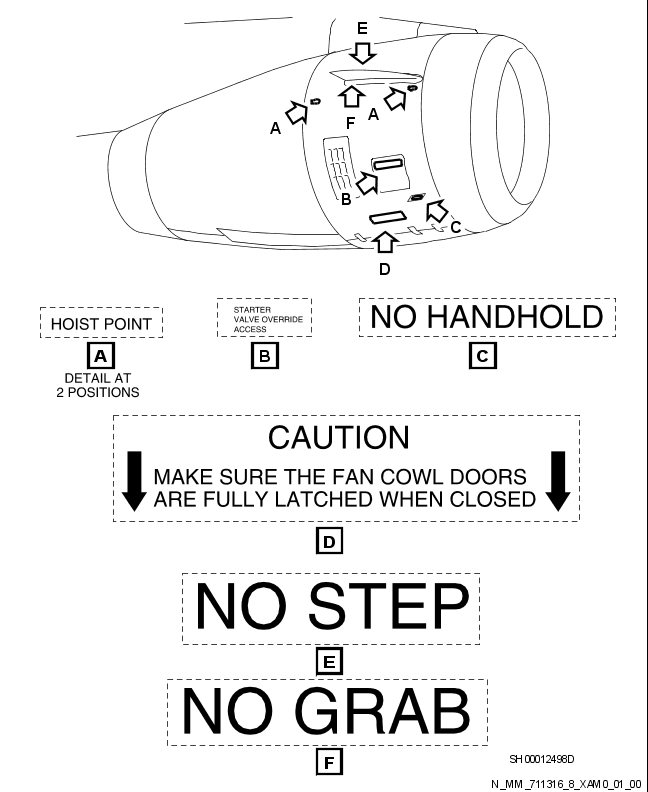 E
A
F
A
B
C
D
HOIST POINT
A
DETAIL AT
2 POSITIONS
STARTER
VALVE OVERRIDE
ACCESS
B
NO HANDHOLD
C
CAUTION
MAKE SURE THE FAN COWL DOORS
ARE FULLY LATCHED WHEN CLOSED
D
NO STEP
E
NO GRAB
F
SH00012498D
N_MM_711316_8_XAM0_01_00